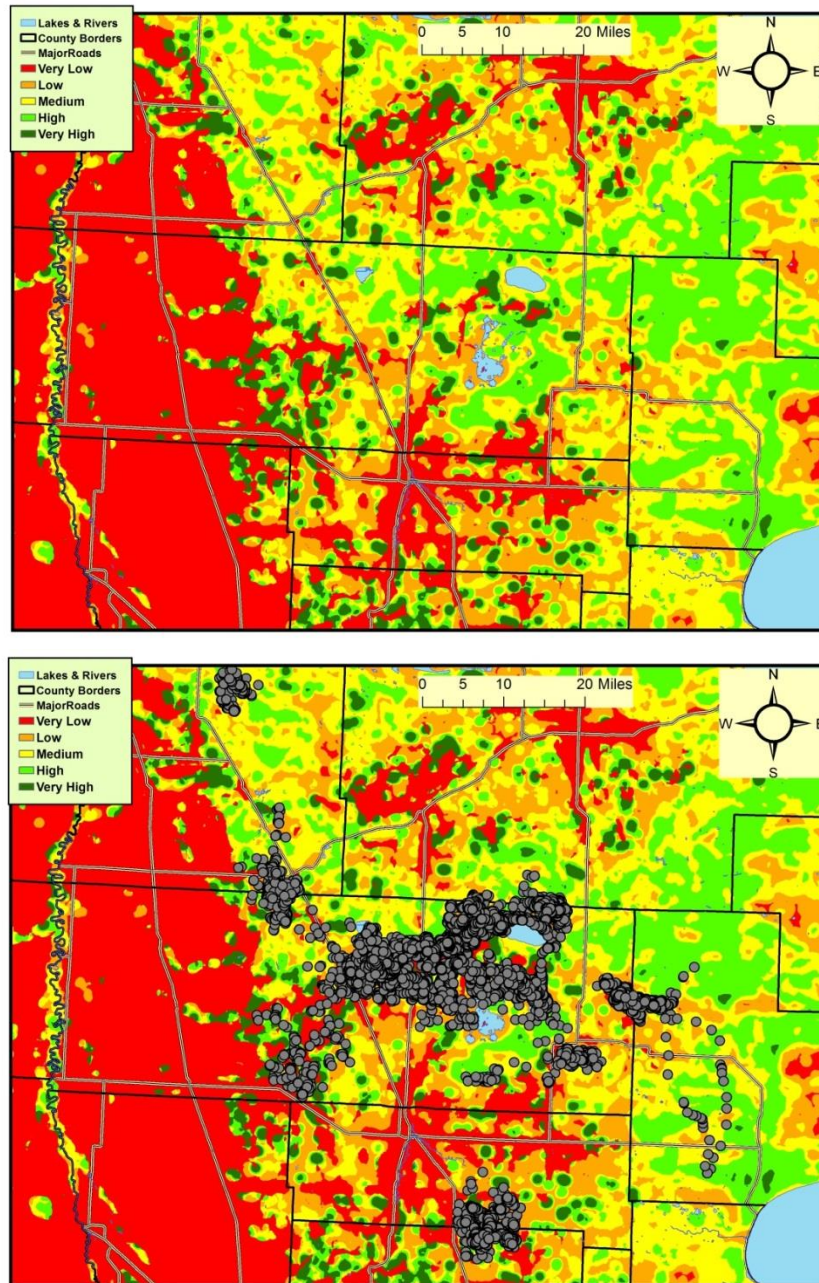 Lakes & Rivers
County Borders
MajorRoads
Very Low
Low
Medium
High
Very High
0 5 10 20 Miles
N
W E
S
Lakes & Rivers
County Borders
MajorRoads
Very Low
Low
Medium
High
Very High
0 5 10 20 Miles
N
W E
S